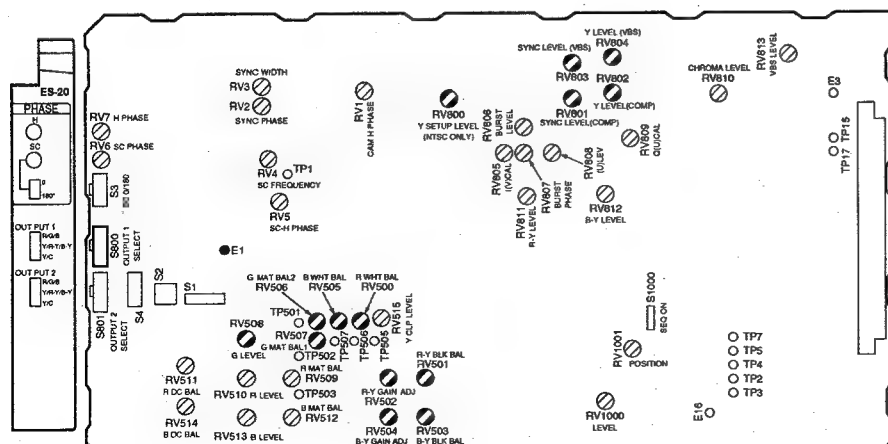 ES-20
PHASE
H
SC
0
180°
OUT PUT 1
R/G/B
Y/R-Y/B-Y
Y/C
OUT PUT 2
R/G/B
Y/R-Y/B-Y
Y/C
RV7 H PHASE
RV6 SC PHASE
S3
0/180
S800
OUTPUT 1
SELECT
S801
OUTPUT 2
SELECT
S4
S2
S1
SYNC WIDTH
RV3
RV2
SYNC PHASE
RV4
TP1
SC FREQUENCY
RV5
SC-H PHASE
E1
RV1
CAM H PHASE
RV800
Y SETUP LEVEL
(NTSC ONLY)
Y LEVEL (VBS)
SYNC LEVEL (VBS)
RV804
RV803
RV802
Y LEVEL(COMP)
RV801
SYNC LEVEL(COMP)
RV806
BURST
LEVEL
RV805
I(V)CAL
RV807
BURST
PHASE
RV808
(U)LEV
RV809
Q(U)CAL
RV811
R-Y LEVEL
RV812
B-Y LEVEL
CHROMA LEVEL
RV810
RV813
VBS LEVEL
E3
TP15
TP17
G MAT BAL2
RV506
B WHT BAL
RV505
R WHT BAL
RV500
RV515
Y CLP LEVEL
TP501
RV508
G LEVEL
RV507
G MAT BAL1
TP507
TP506
TP505
TP502
R MAT BAL
RV509
TP503
B MAT BAL
RV512
RV511
R DC BAL
RV510 R LEVEL
RV514
B DC BAL
RV513 B LEVEL
R-Y BLK BAL
RV501
R-Y GAIN ADJ
RV502
RV504
B-Y GAIN ADJ
RV503
B-Y BLK BAL
S1000
SEQ ON
RV1001
POSITION
RV1000
LEVEL
TP7
TP5
TP4
TP2
TP3
E16